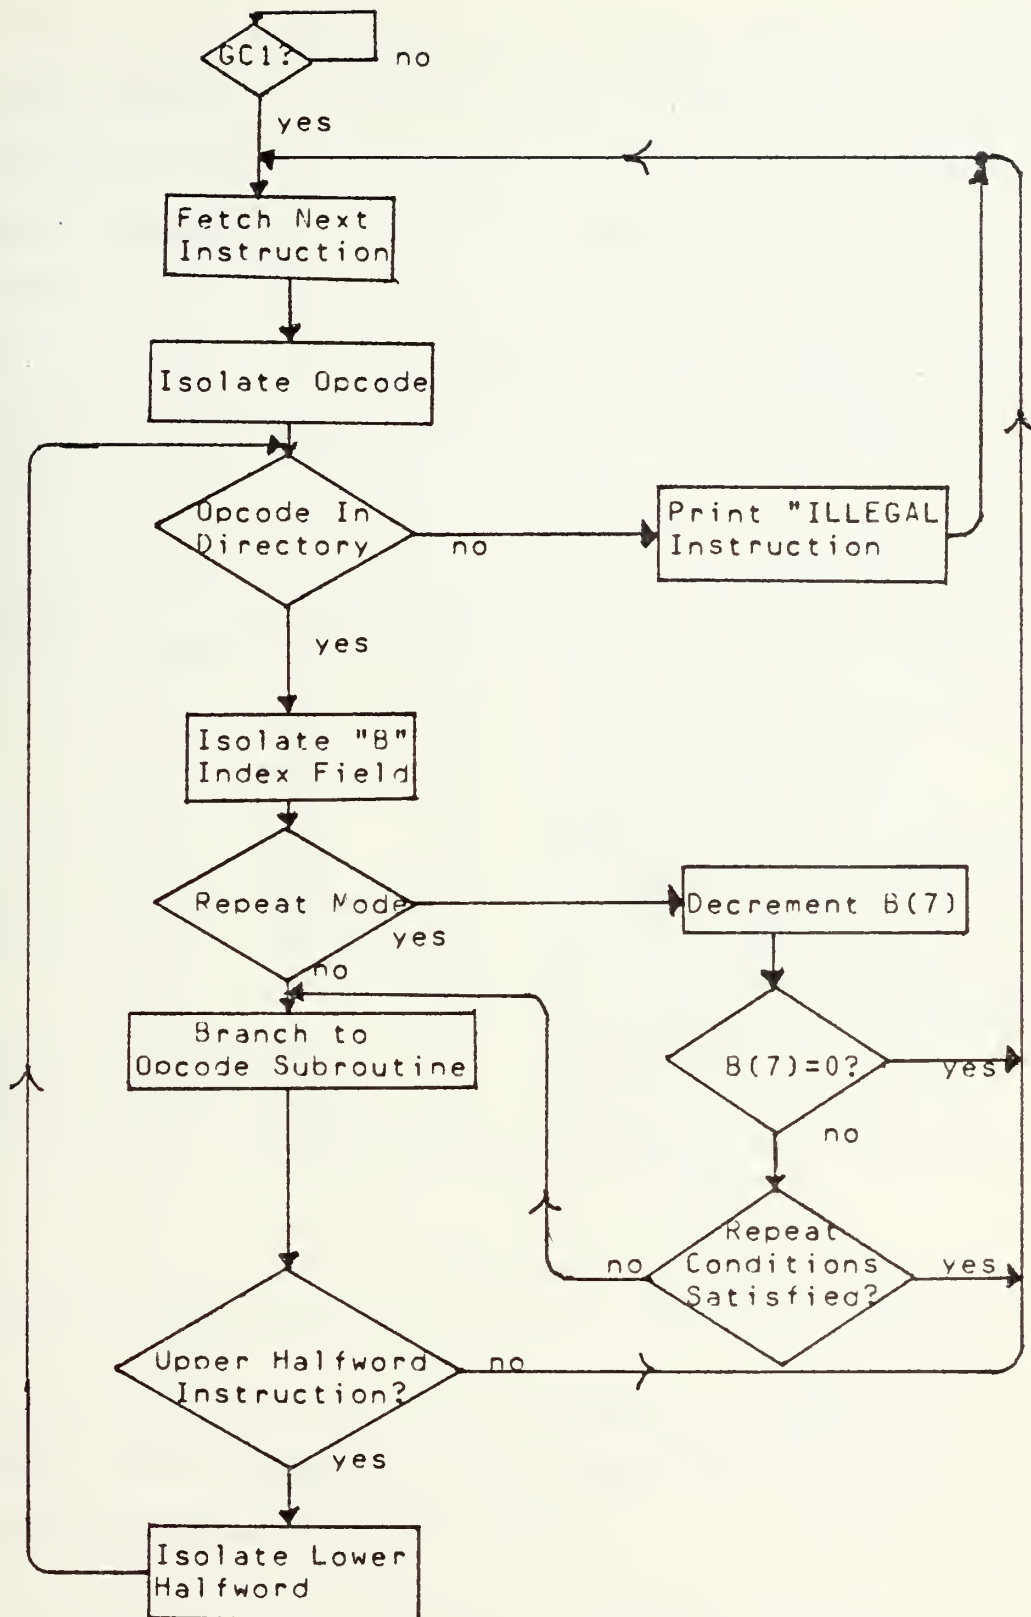 GC1?
no
yes
Fetch Next
Instruction
Isolate Opcode
Opcode In
Directory
no
Print "ILLEGAL
Instruction
yes
Isolate "B"
Index Field
Repeat Mode
yes
Decrement B(7)
no
Branch to
Opcode Subroutine
B(7)=0?
yes
no
Repeat
Conditions
Satisfied?
no
yes
Upper Halfword
Instruction?
no
yes
Isolate Lower
Halfword